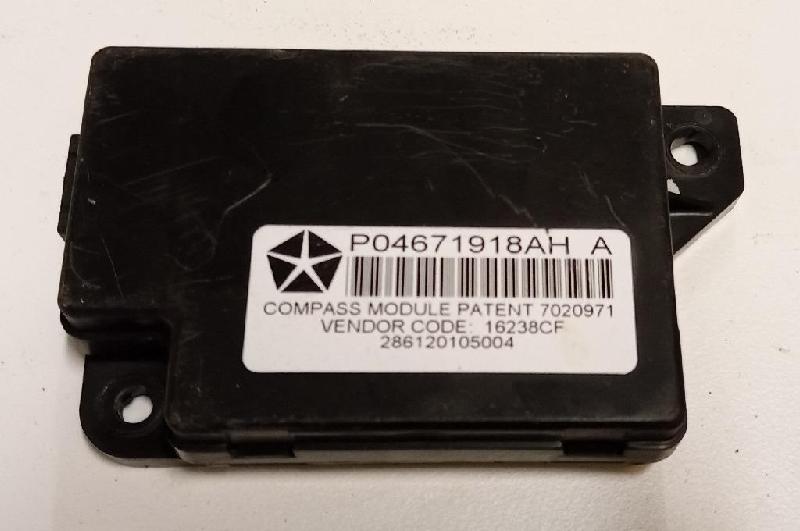 P04671918AH A
COMPASS MODULE PATENT 7020971
VENDOR CODE: 16238CF
286120105004